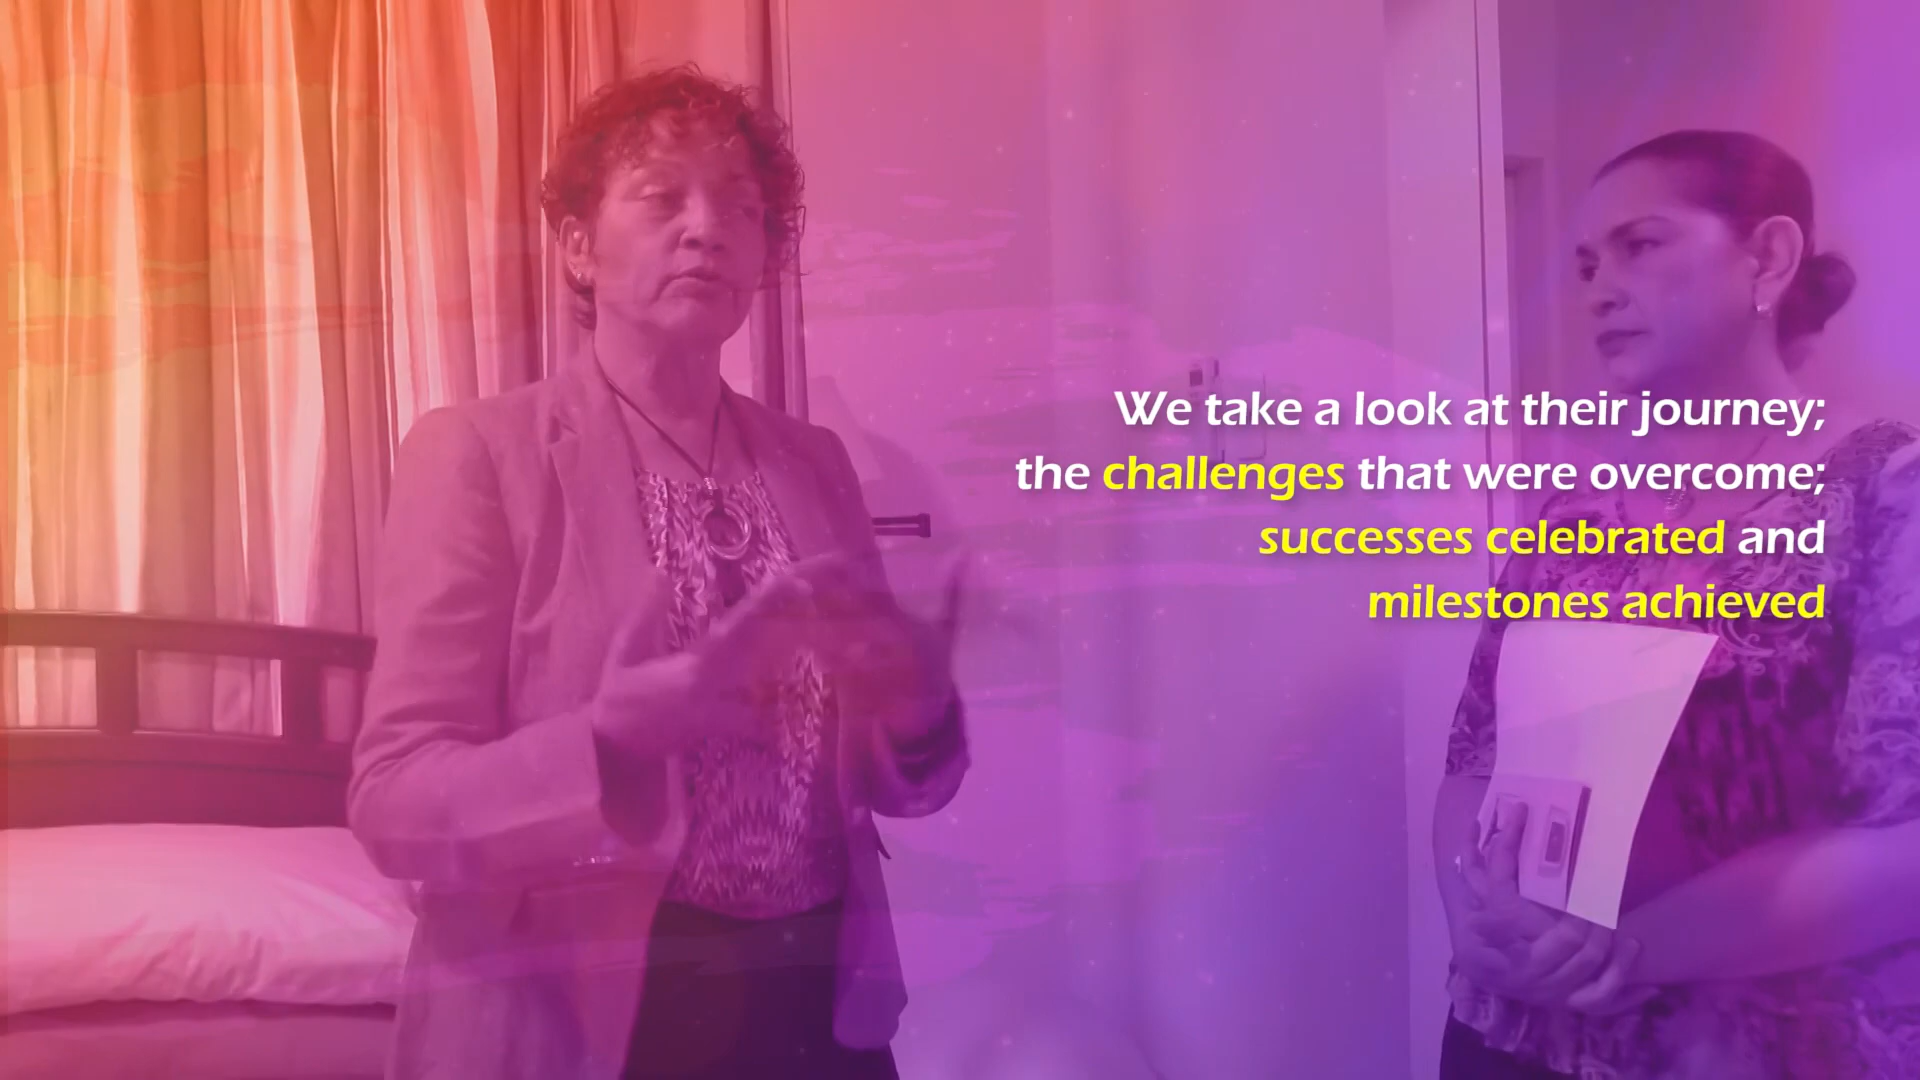 We take a look at their journey;
the challenges that were overcome;
successes celebrated and
milestones achieved